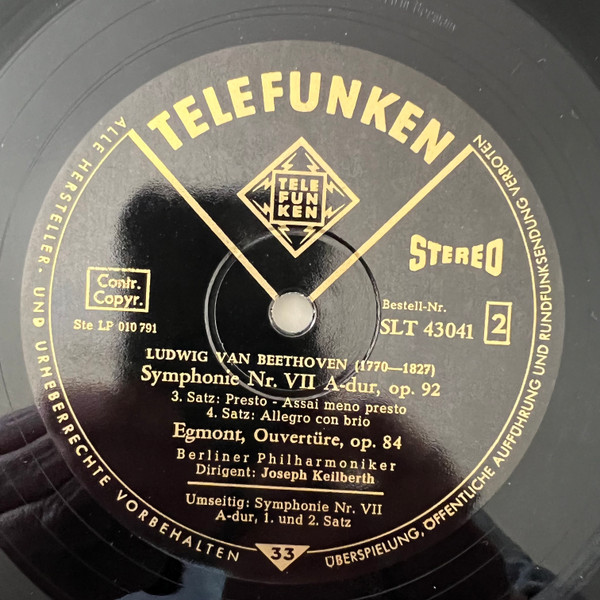 TELEFUNKEN
TELE
FUN
KEN
STEREO
Contr.
Copyr.
Ste LP 010 791
Bestell-Nr.
SLT 43041 2
LUDWIG VAN BEETHOVEN (1770—1827)
Symphonie Nr. VII A-dur, op. 92
3. Satz: Presto - Assai meno presto
4. Satz: Allegro con brio
Egmont, Ouvertüre, op. 84
Berliner Philharmoniker
Dirigent: Joseph Keilberth
Umseitig: Symphonie Nr. VII
A-dur, 1. und 2. Satz
33
ALLE HERSTELLER- UND URHEBERRECHTE VORBEHALTEN
ÜBERSPIELUNG, ÖFFENTLICHE AUFFÜHRUNG UND RUNDFUNKSENDUNG VERBOTEN